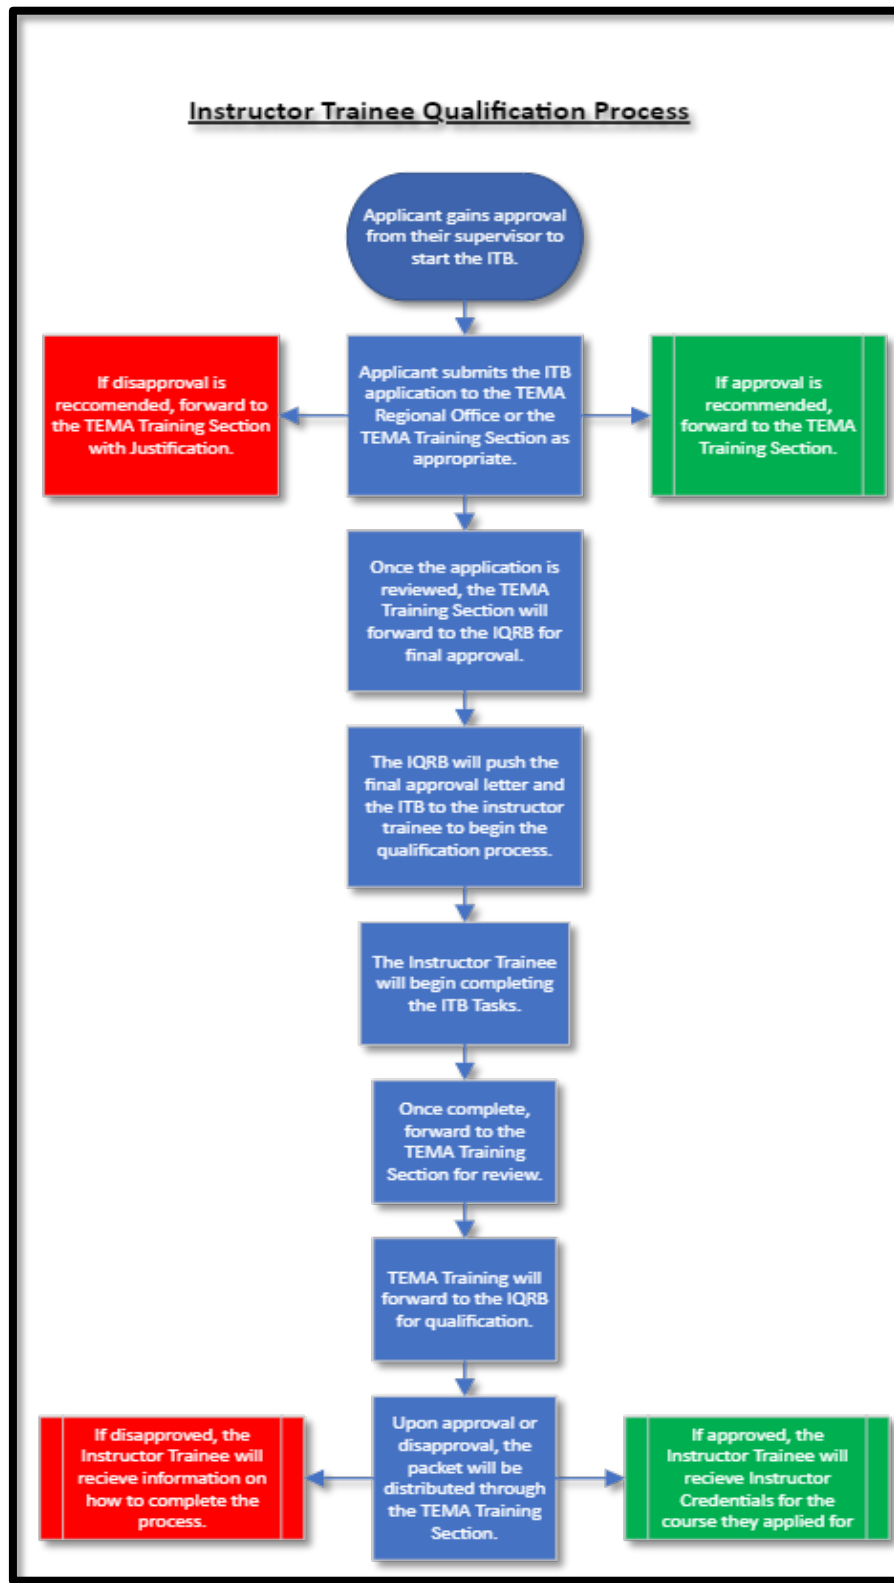 Instructor Trainee Qualification Process
Applicant gains approval
from their supervisor to
start the ITB.
If disapproval is
reccomended, forward to
the TEMA Training Section
with Justification.
Applicant submits the ITB
application to the TEMA
Regional Office or the
TEMA Training Section as
appropriate.
If approval is
recommended,
forward to the TEMA
Training Section.
Once the application is
reviewed, the TEMA
Training Section will
forward to the IQRB for
final approval.
The IQRB will push the
final approval letter and
the ITB to the instructor
trainee to begin the
qualification process.
The Instructor Trainee
will begin completing
the ITB Tasks.
Once complete,
forward to the
TEMA Training
Section for review.
TEMA Training will
forward to the IQRB
for qualification.
If disapproved, the
Instructor Trainee will
recieve information on
how to complete the
process.
Upon approval or
disapproval, the
packet will be
distributed through
the TEMA Training
Section.
If approved, the
Instructor Trainee will
recieve Instructor
Credentials for the
course they applied for